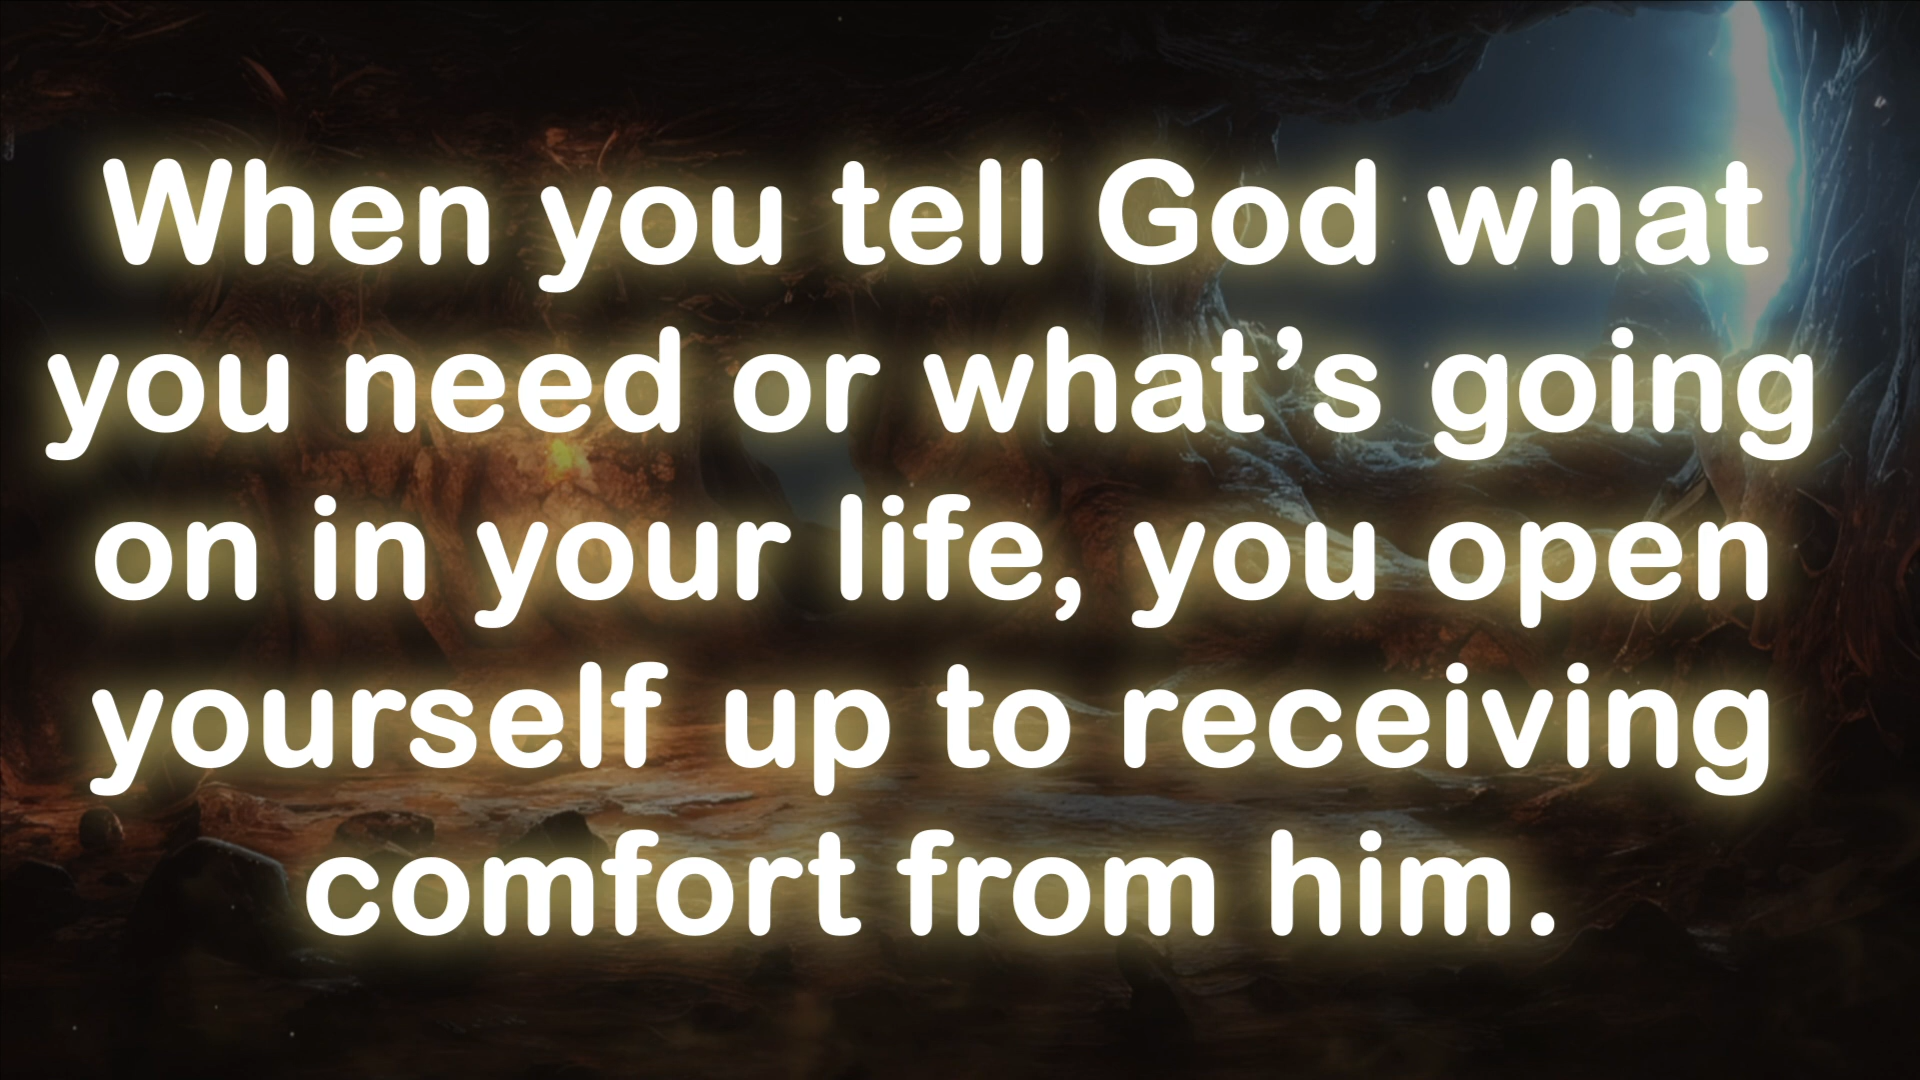 When you tell God what
you need or what’s going
on in your life, you open
yourself up to receiving
comfort from him.